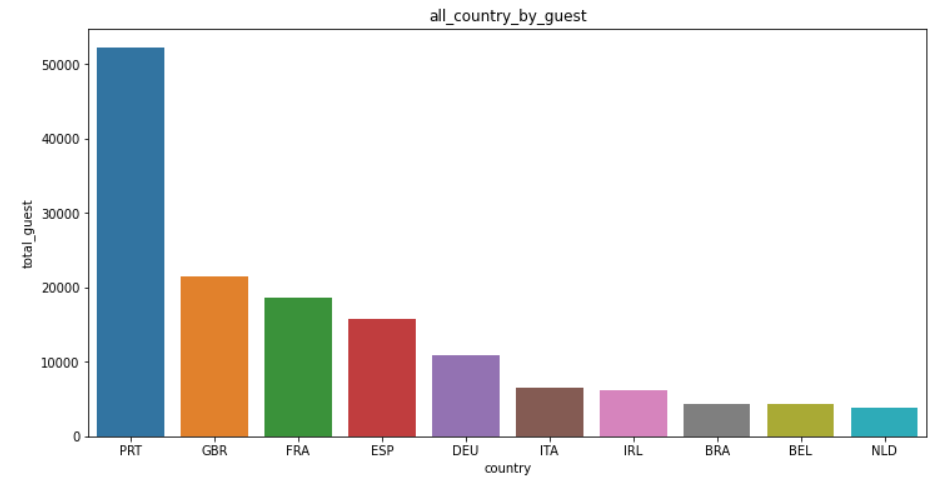 all_country_by_guest
total_guest
50000
40000
30000
20000
10000
0
PRT GBR FRA ESP DEU ITA IRL BRA BEL NLD
country